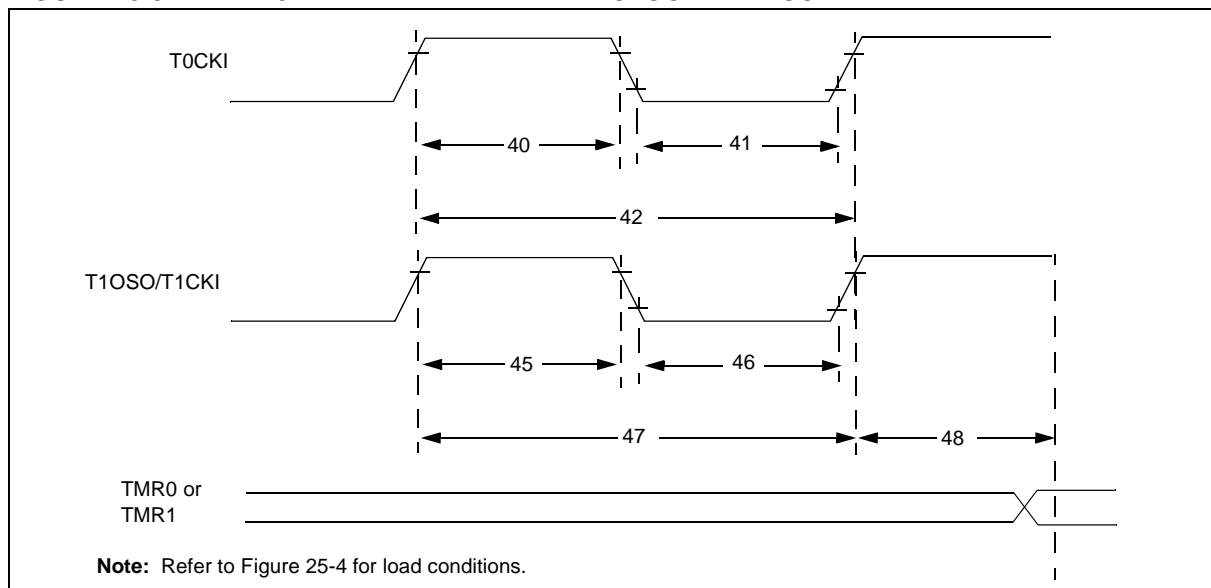 T0CKI
40
41
42
T1OSO/T1CKI
45
46
47
48
TMR0 or
TMR1
Note: Refer to Figure 25-4 for load conditions.